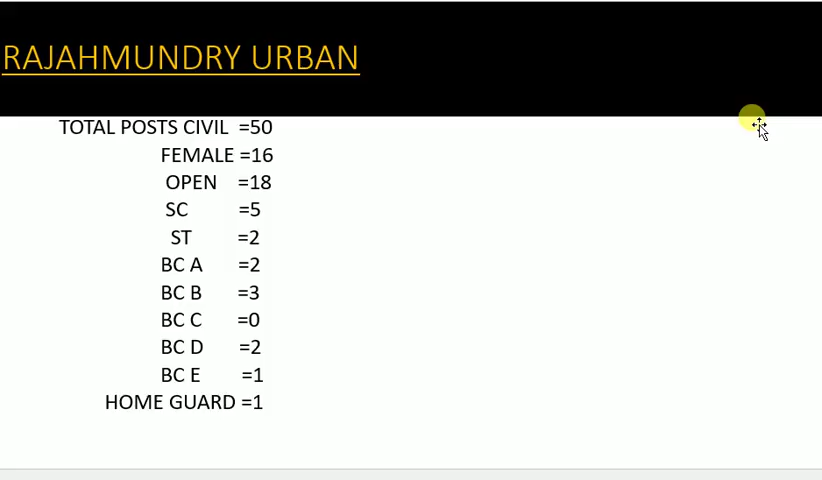 RAJAHMUNDRY URBAN
TOTAL POSTS CIVIL =50
FEMALE =16
OPEN =18
SC =5
ST =2
BC A =2
BC B =3
BC C =0
BC D =2
BC E =1
HOME GUARD =1